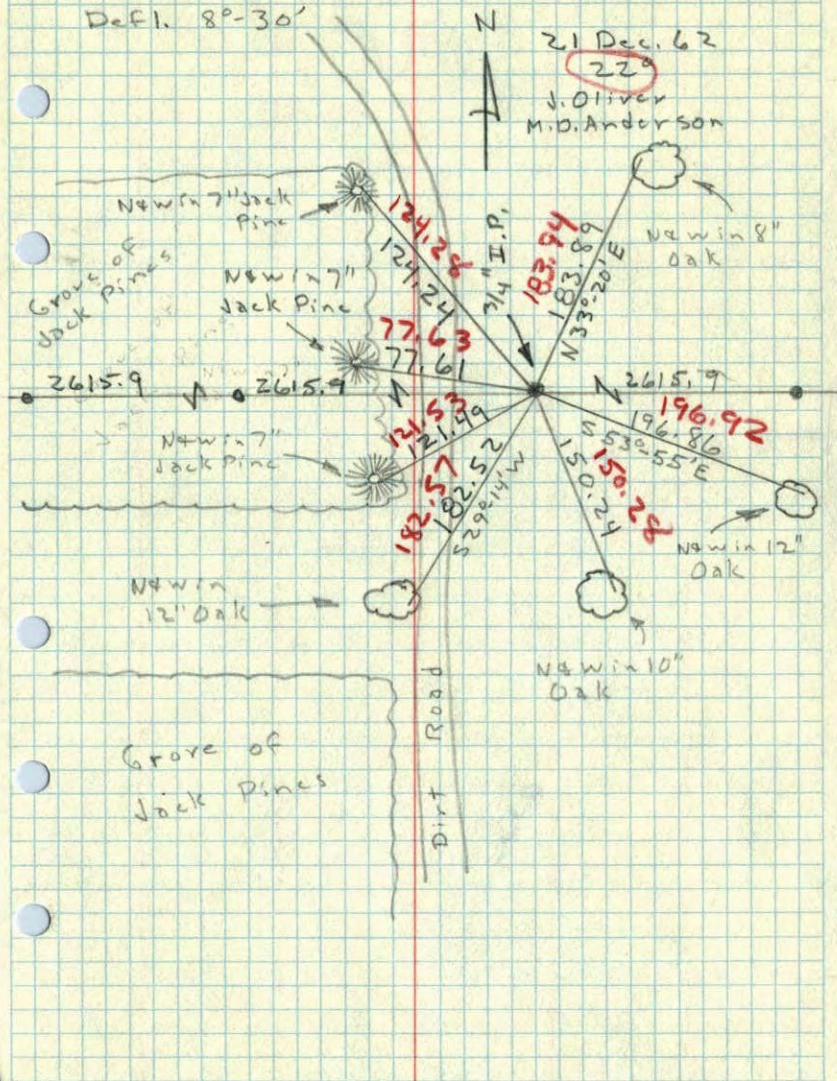 Defl. 8°-30'
N
21 Dec. 62
22°
J. Oliver
M.D. Anderson
N&W in 7" Jack
Pine
124.28
124.24
3/4" I.P.
183.94
183.89
N33°-20'E
N&W in 8"
Oak
Grove of
Jack Pines
N&W in 7"
Jack Pine
77.63
77.61
2615.9
2615.9
2615.9
N&W in 7"
Jack Pine
121.53
121.49
196.92
196.86
S 53°-55'E
182.57
182.52
S 29°-14'W
150.28
150.24
N&W in 12"
Oak
N&W in
12" Oak
N&W in 10"
Oak
Grove of
Jack Pines
Dirt Road